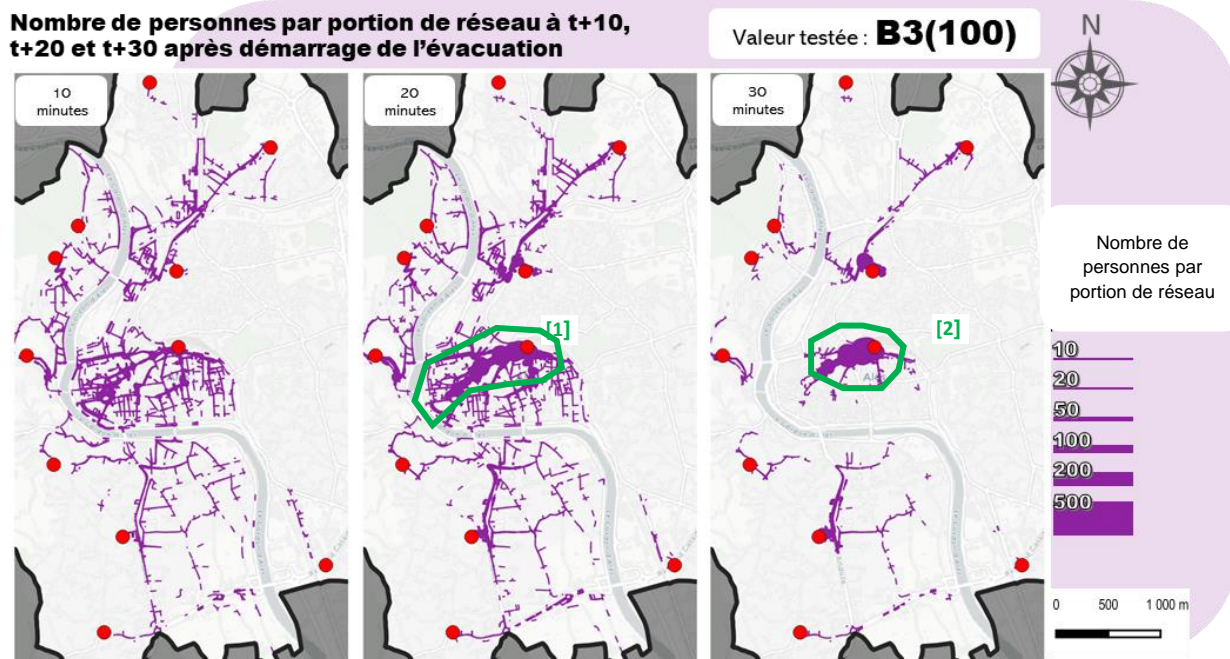 Nombre de personnes par portion de réseau à t+10,
t+20 et t+30 après démarrage de l’évacuation
Valeur testée : B3(100)
N
10
minutes
20
minutes
30
minutes
[1]
[2]
Nombre de
personnes par
portion de réseau
10
20
50
100
200
500
0 500 1 000 m